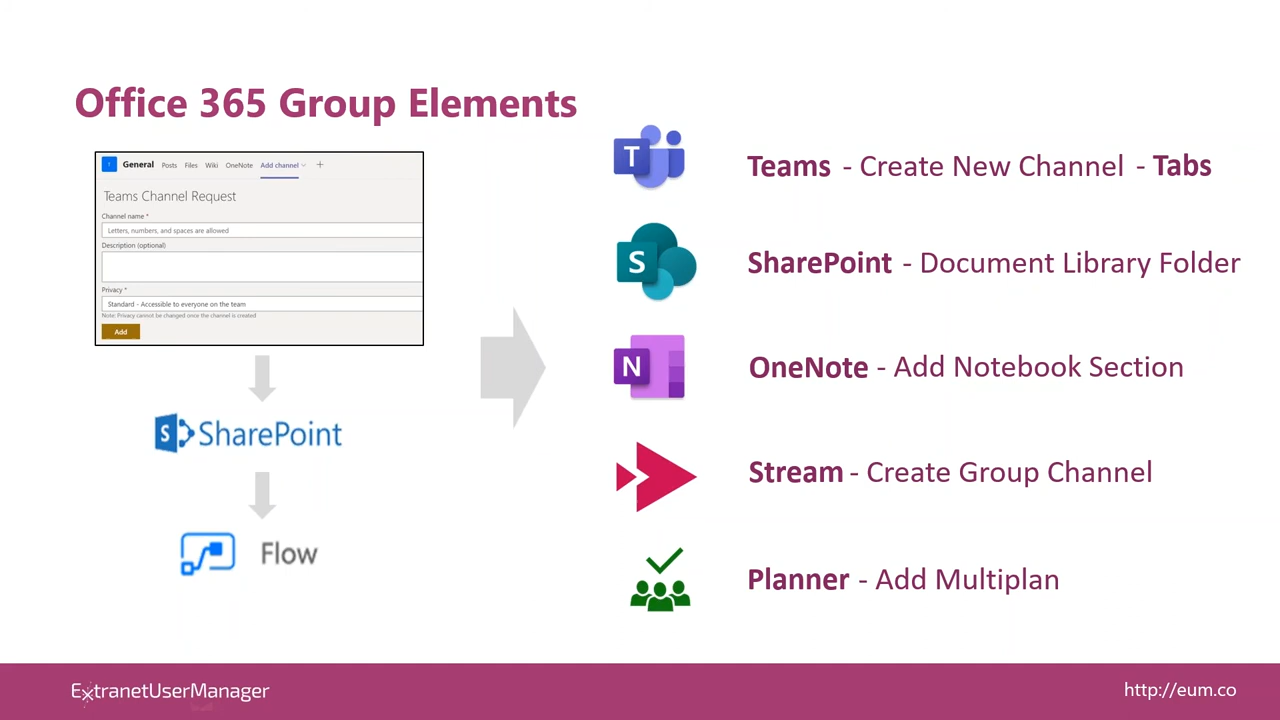 Office 365 Group Elements
General Posts Files Wiki OneNote Add channel
Teams Channel Request
Channel name *
Letters, numbers, and spaces are allowed
Description (optional)
Privacy *
Standard - Accessible to everyone on the team
Note: Privacy cannot be changed once the channel is created
Add
S SharePoint
Flow
T Teams - Create New Channel - Tabs
S SharePoint - Document Library Folder
N OneNote - Add Notebook Section
Stream - Create Group Channel
Planner - Add Multiplan
ExtranetUserManager
http://eum.co